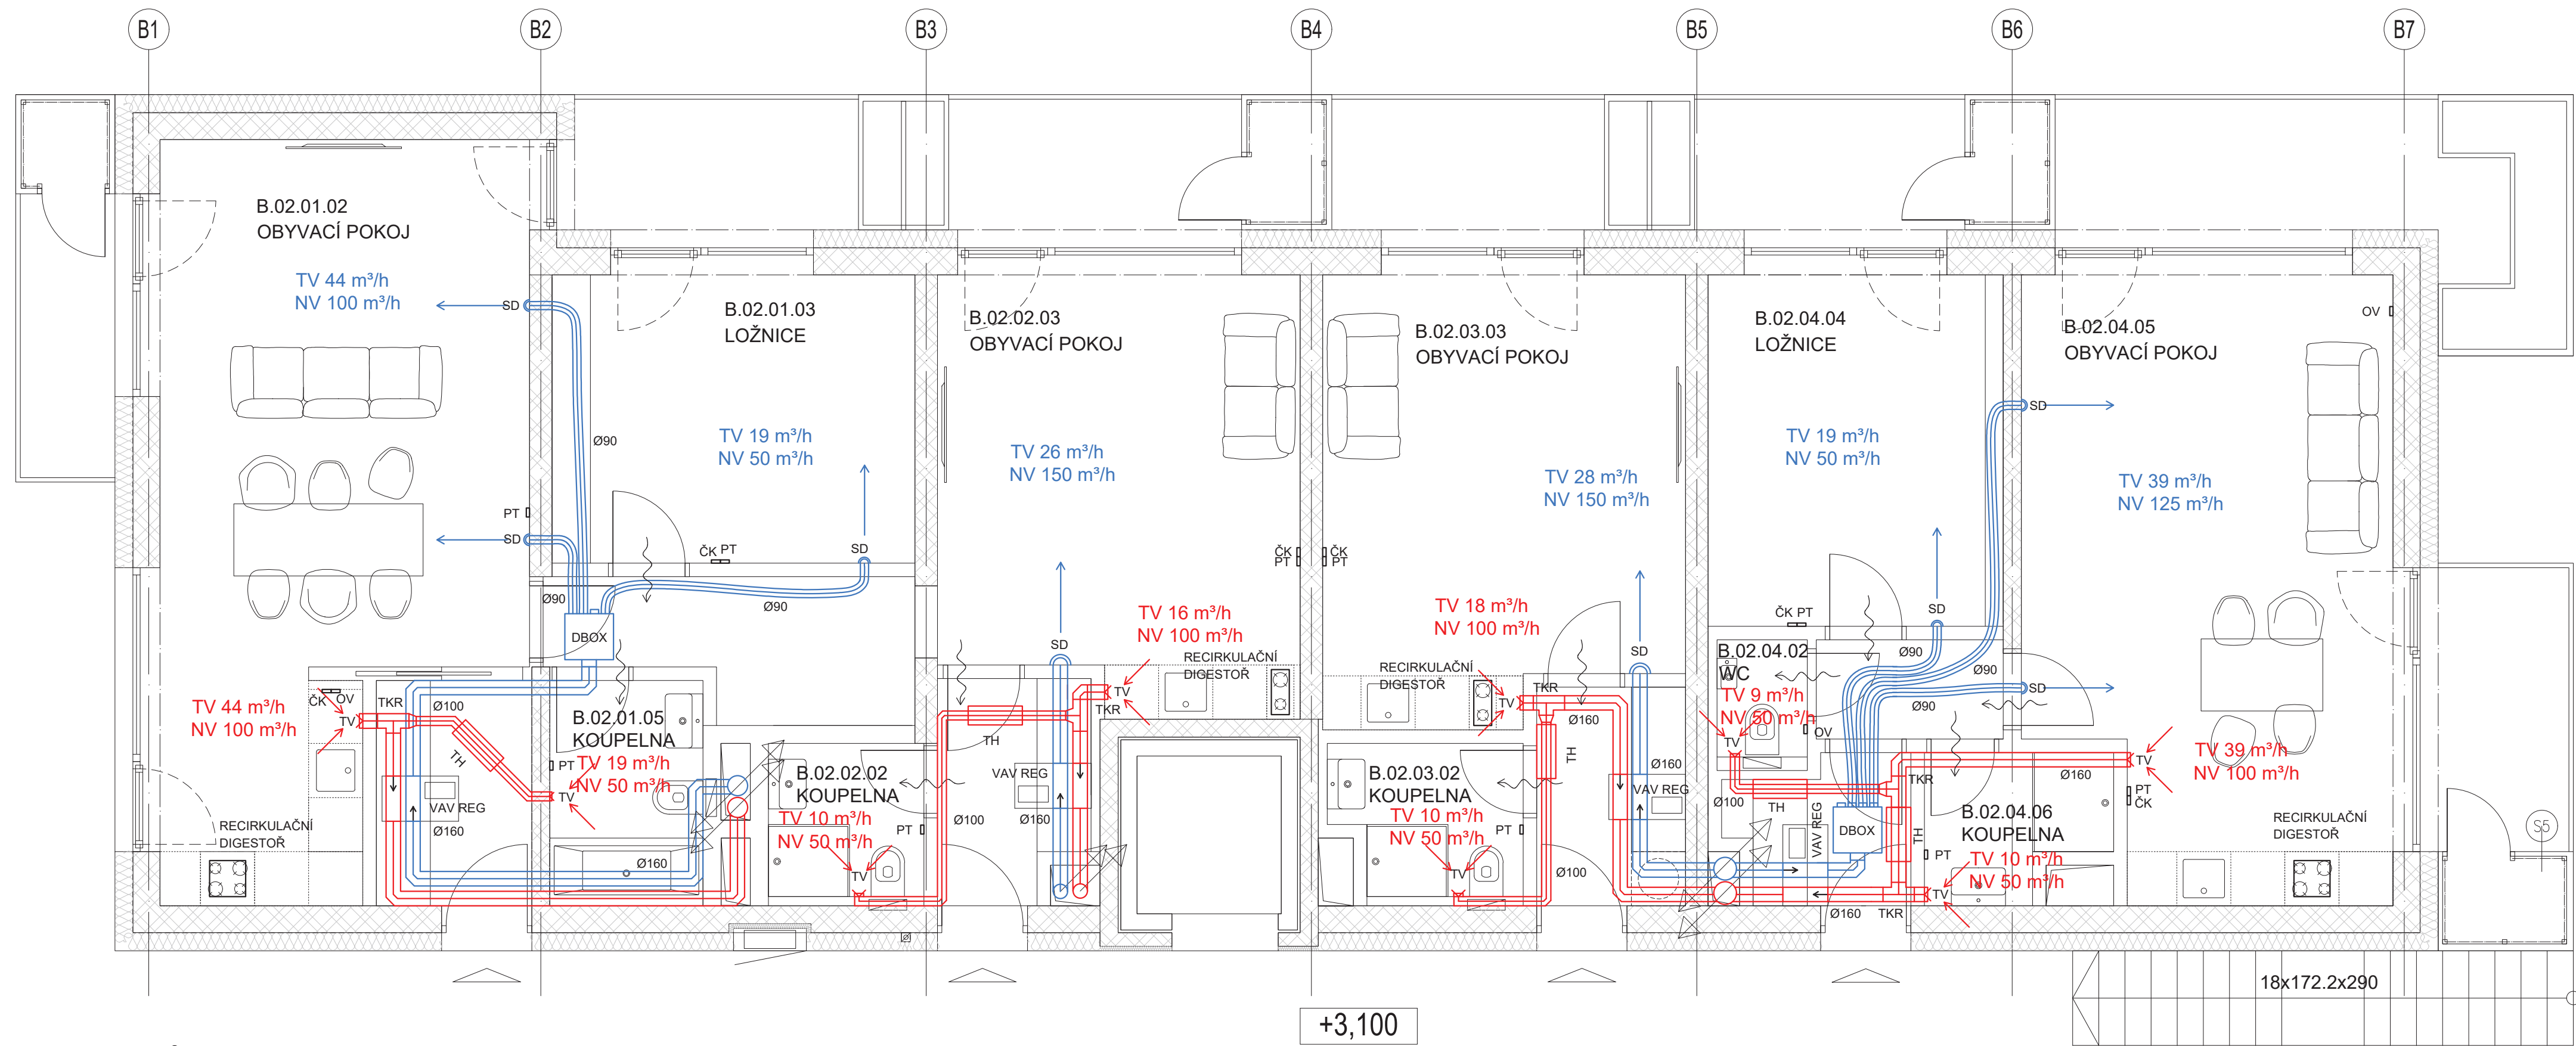 B1
B2
B3
B4
B5
B6
B7
B.02.01.02
OBYVACÍ POKOJ
TV 44 m³/h
NV 100 m³/h
SD
PT
SD
Ø90
Ø90
DBOX
B.02.01.03
LOŽNICE
TV 19 m³/h
NV 50 m³/h
ČK PT
SD
Ø90
TV 44 m³/h
NV 100 m³/h
ČK OV
TV
TKR
Ø100
TH
VAV REG
Ø160
RECIRKULAČNÍ
DIGESTOŘ
B.02.01.05
KOUPELNA
PT
TV 19 m³/h
NV 50 m³/h
TV
Ø160
B.02.02.03
OBYVACÍ POKOJ
TV 26 m³/h
NV 150 m³/h
ČK
PT
SD
TV 16 m³/h
NV 100 m³/h
RECIRKULAČNÍ
DIGESTOŘ
TV
TKR
TH
VAV REG
Ø160
Ø100
B.02.02.02
KOUPELNA
TV 10 m³/h
NV 50 m³/h
PT
TV
B.02.03.03
OBYVACÍ POKOJ
TV 28 m³/h
NV 150 m³/h
ČK
PT
TV 18 m³/h
NV 100 m³/h
SD
RECIRKULAČNÍ
DIGESTOŘ
TV
TKR
Ø160
TH
Ø160
VAV REG
B.02.03.02
KOUPELNA
TV 10 m³/h
NV 50 m³/h
PT
TV
Ø100
B.02.04.04
LOŽNICE
TV 19 m³/h
NV 50 m³/h
ČK PT
SD
Ø90
Ø90
Ø90
B.02.04.02
WC
TV 9 m³/h
NV 50 m³/h
OV
TV
Ø100
TH
VAV REG
DBOX
TKR
TH
Ø160
TKR
B.02.04.06
KOUPELNA
PT
TV 10 m³/h
NV 50 m³/h
TV
B.02.04.05
OBYVACÍ POKOJ
OV
SD
TV 39 m³/h
NV 125 m³/h
SD
Ø160
TV
TV 39 m³/h
NV 100 m³/h
PT
ČK
RECIRKULAČNÍ
DIGESTOŘ
S5
18x172.2x290
+3,100